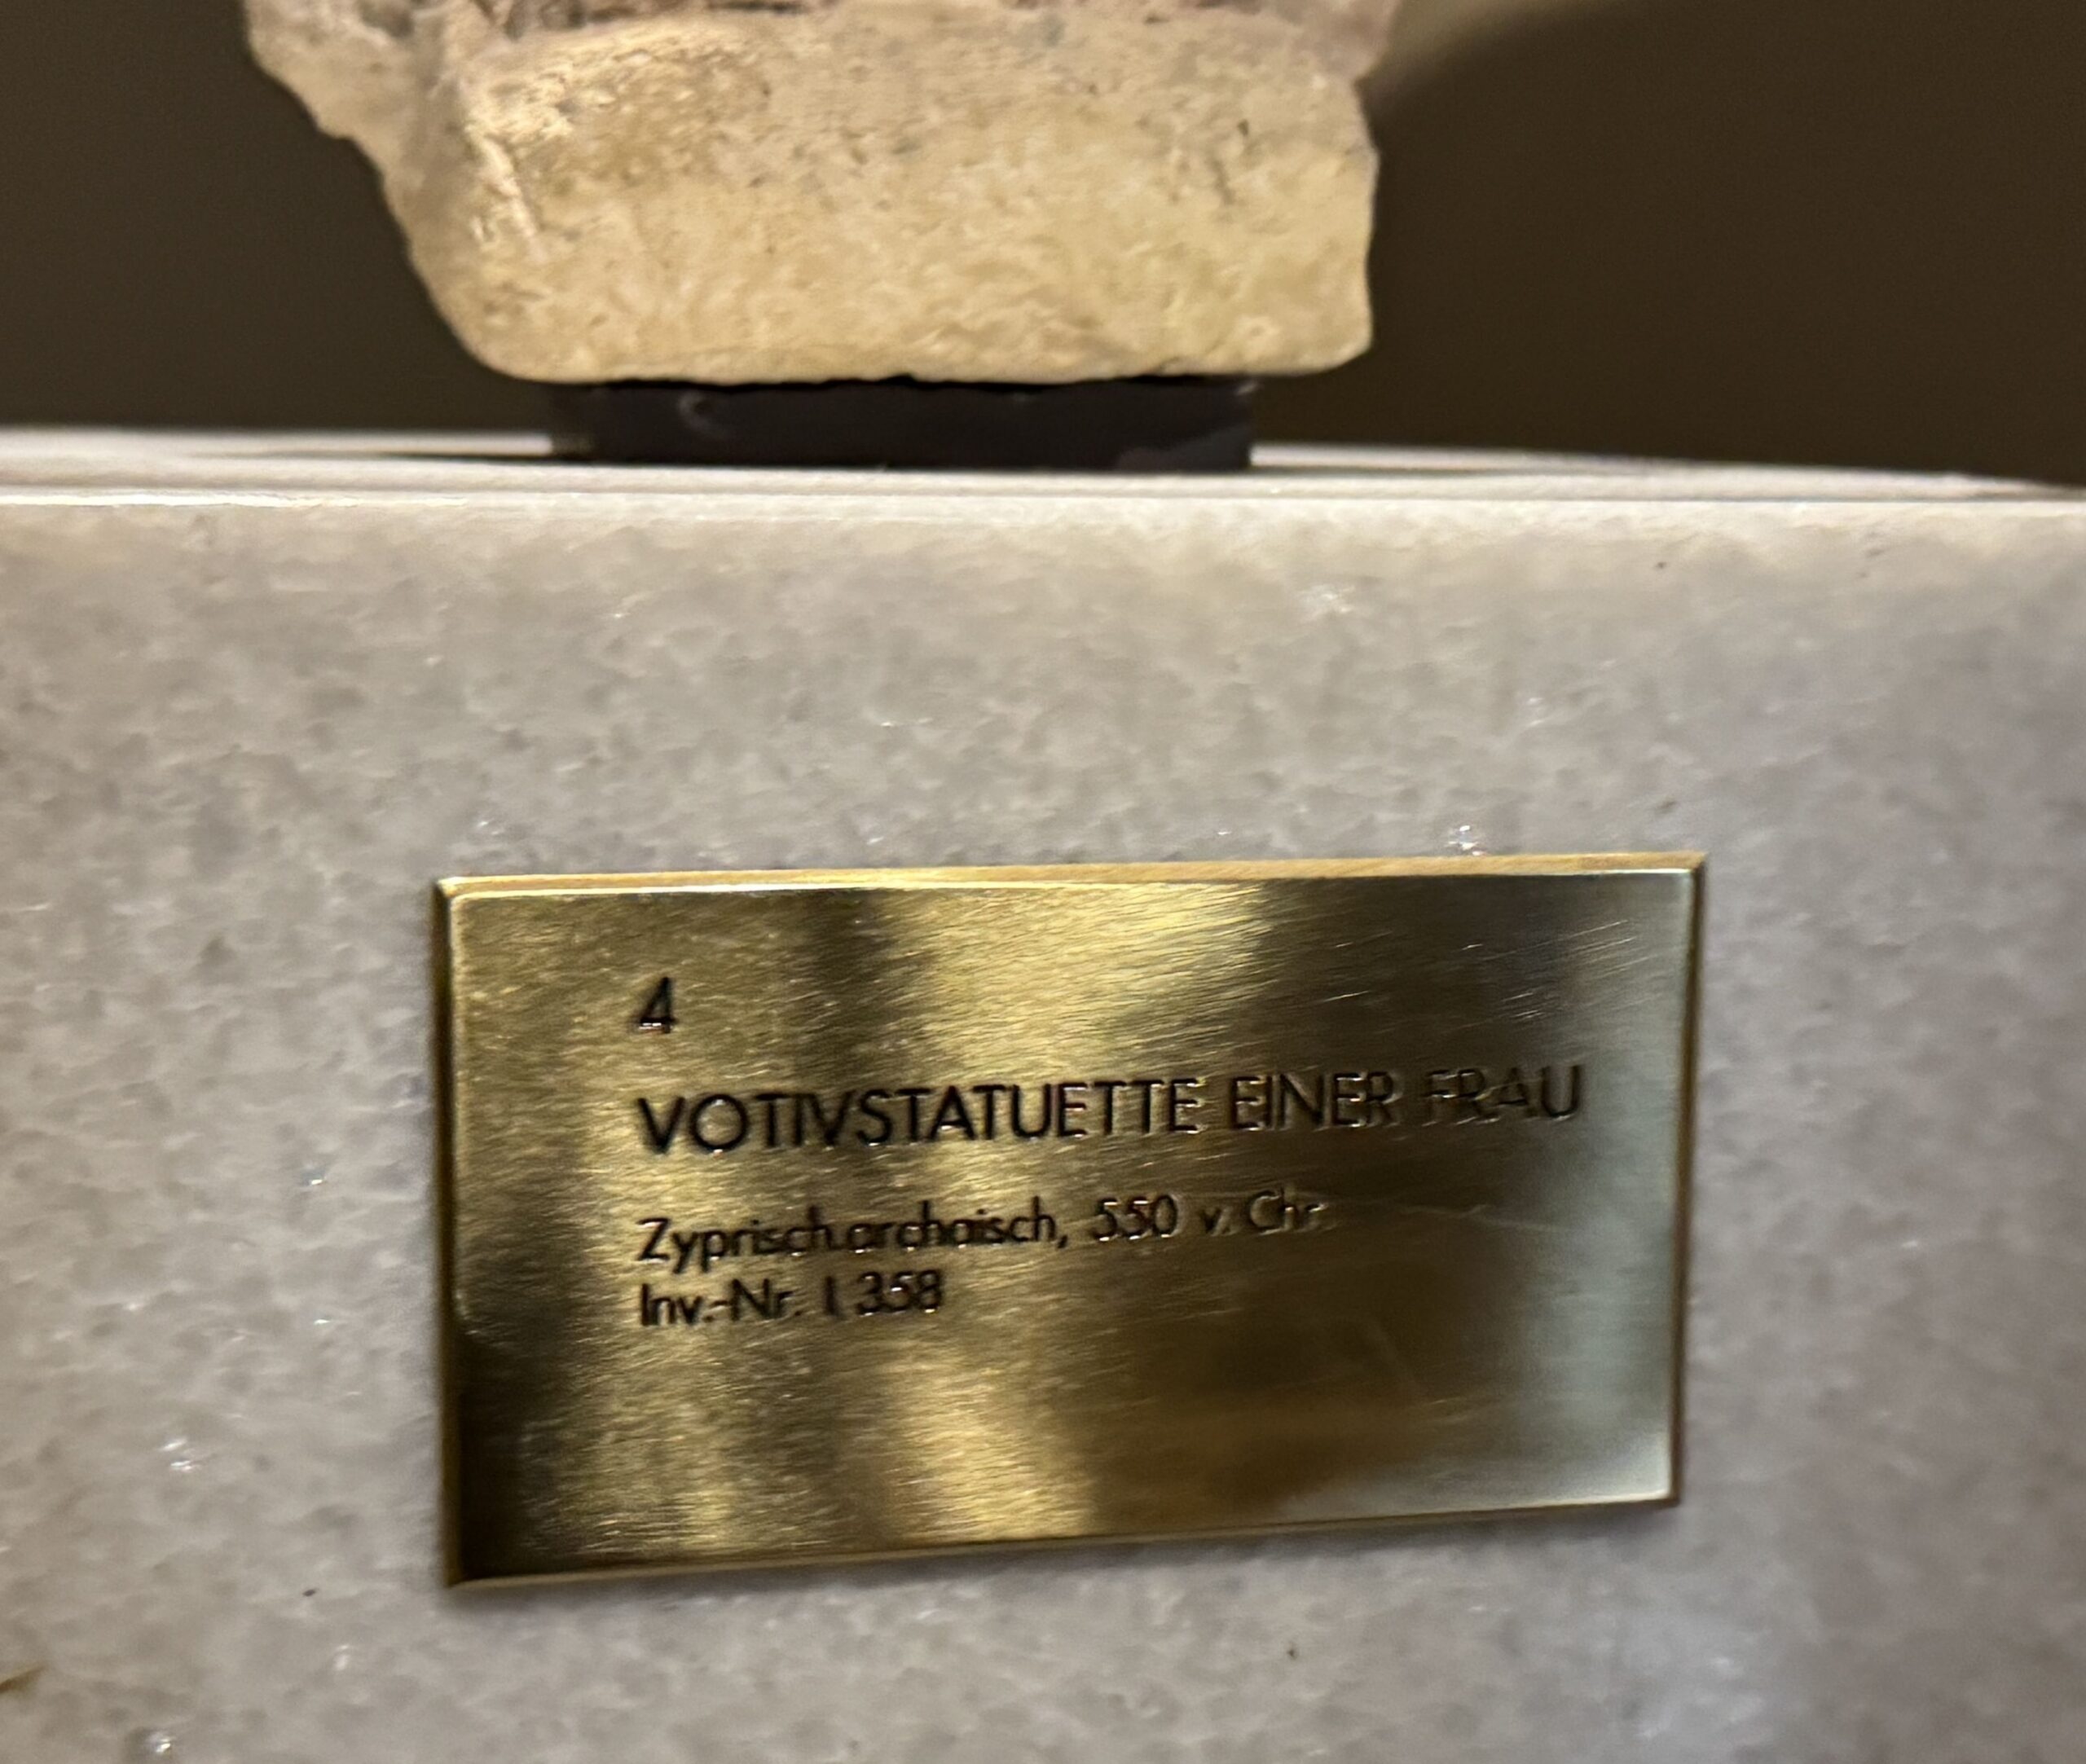 4
VOTIVSTATUETTE EINER FRAU
Zyprisch-archaisch, 550 v. Chr.
Inv.-Nr. I 358